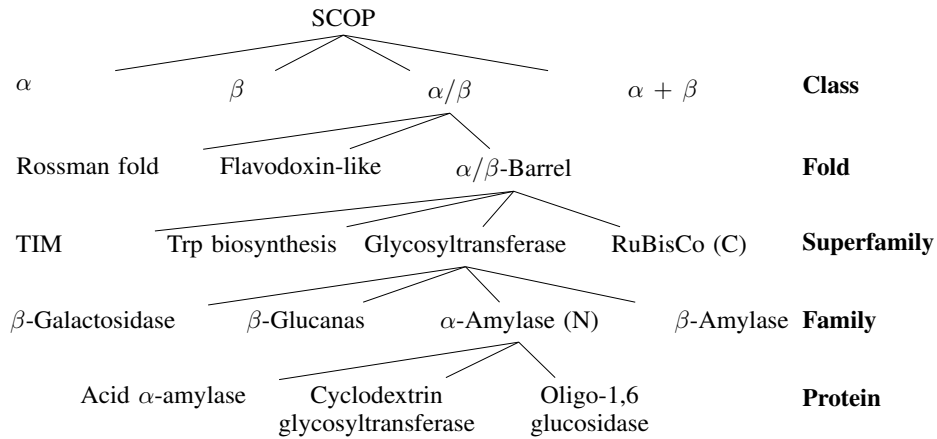 SCOP
α β α/β α + β Class
Rossman fold Flavodoxin-like α/β-Barrel Fold
TIM Trp biosynthesis Glycosyltransferase RuBisCo (C) Superfamily
β-Galactosidase β-Glucanas α-Amylase (N) β-Amylase Family
Acid α-amylase Cyclodextrin Oligo-1,6 Protein
glycosyltransferase glucosidase